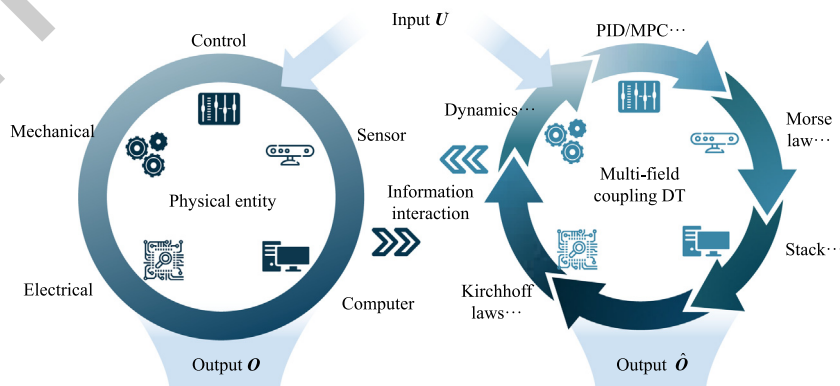 Input U
Control
Mechanical
Sensor
Physical entity
Electrical
Computer
Output O
Information
interaction
PID/MPC···
Dynamics···
Morse
law···
Multi-field
coupling DT
Stack··
Kirchhoff
laws···
Output Ô